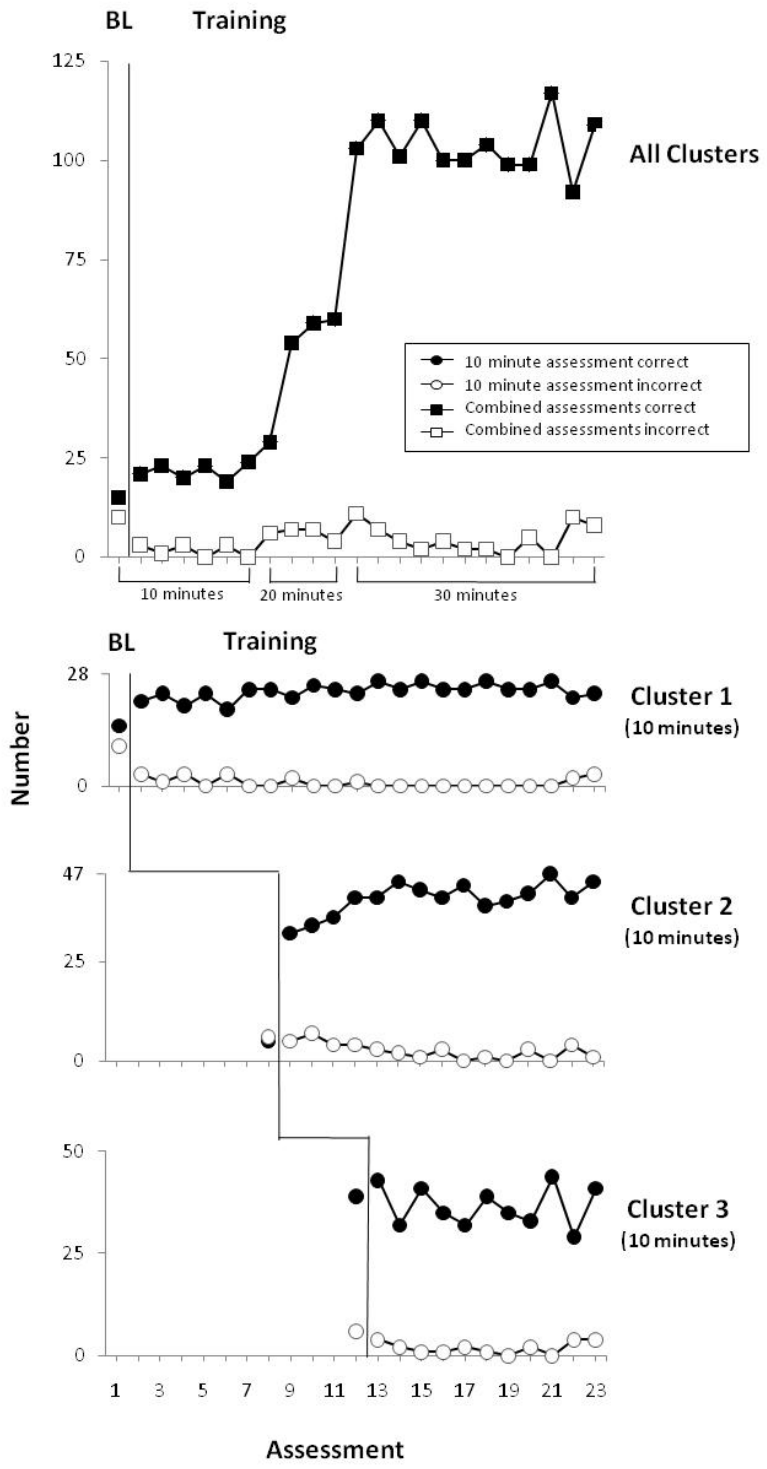 BL Training
125
100
75
50
25
0
All Clusters
10 minute assessment correct
10 minute assessment incorrect
Combined assessments correct
Combined assessments incorrect
10 minutes 20 minutes 30 minutes
BL Training
Number
28
0
Cluster 1
(10 minutes)
47
25
0
Cluster 2
(10 minutes)
50
25
0
Cluster 3
(10 minutes)
1 3 5 7 9 11 13 15 17 19 21 23
Assessment